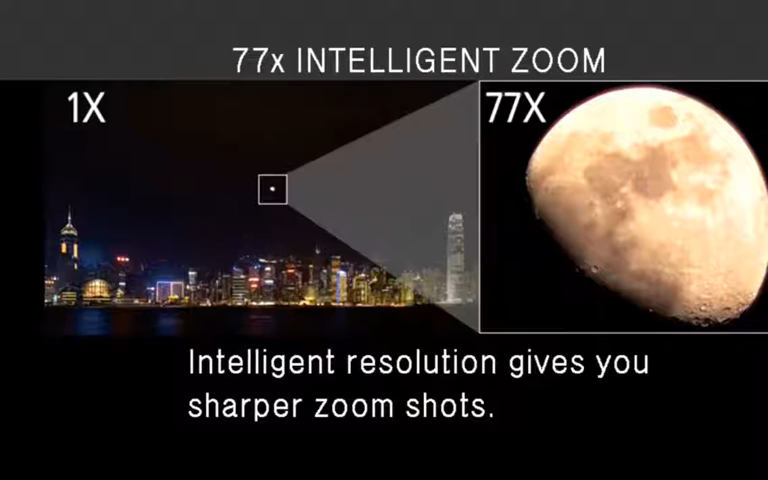 77x INTELLIGENT ZOOM
1X
77X
Intelligent resolution gives you
sharper zoom shots.